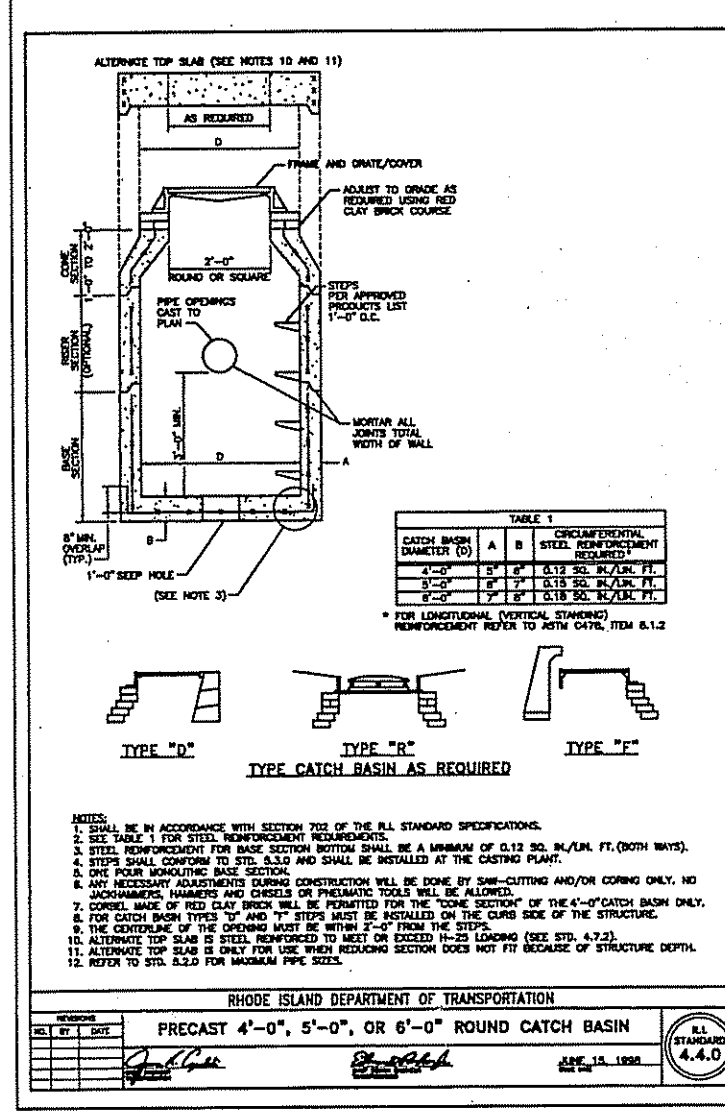 ALTERNATE TOP SLAB (SEE NOTES 10 AND 11)
AS REQUIRED
D
FRAME AND GRATE/COVER
ADJUST TO GRADE AS
REQUIRED USING RED
CLAY BRICK COURSE
CONE
SECTION
1'-0" TO 2'-0"
2'-0"
ROUND OR SQUARE
STEPS
PER APPROVED
PRODUCTS LIST
1'-0" O.C.
PIPE OPENINGS
CAST TO
PLAN
RISER
SECTION
(OPTIONAL)
MORTAR ALL
JOINTS TOTAL
WIDTH OF WALL
BASE
SECTION
D
A
8" MIN.
OVERLAP
(TYP.)
B
1'-0" SEEP HOLE
(SEE NOTE 3)
TABLE 1
CATCH BASIN
DIAMETER (D)
A
B
CIRCUMFERENTIAL
STEEL REINFORCEMENT
REQUIRED*
4'-0" 5" 6" 0.12 SQ. IN./LIN. FT.
5'-0" 6" 7" 0.15 SQ. IN./LIN. FT.
6'-0" 7" 8" 0.18 SQ. IN./LIN. FT.
* FOR LONGITUDINAL (VERTICAL STANDING)
REINFORCEMENT REFER TO ASTM C478, ITEM 8.1.2
TYPE "D"
TYPE "R"
TYPE "F"
TYPE CATCH BASIN AS REQUIRED
NOTES:
1. SHALL BE IN ACCORDANCE WITH SECTION 702 OF THE R.I. STANDARD SPECIFICATIONS.
2. SEE TABLE 1 FOR STEEL REINFORCEMENT REQUIREMENTS.
3. STEEL REINFORCEMENT FOR BASE SECTION BOTTOM SHALL BE A MINIMUM OF 0.12 SQ. IN./LIN. FT.(BOTH WAYS).
4. STEPS SHALL CONFORM TO STD. 5.3.0 AND SHALL BE INSTALLED AT THE CASTING PLANT.
5. ONE POUR MONOLITHIC BASE SECTION.
6. ANY NECESSARY ADJUSTMENTS DURING CONSTRUCTION WILL BE DONE BY SAW-CUTTING AND/OR CORING ONLY, NO
JACKHAMMERS, HAMMERS AND CHISELS OR PNEUMATIC TOOLS WILL BE ALLOWED.
7. CORBEL MADE OF RED CLAY BRICK WILL BE PERMITTED FOR THE "CONE SECTION" OF THE 4'-0" CATCH BASIN ONLY.
8. FOR CATCH BASIN TYPES "D" AND "F" STEPS MUST BE INSTALLED ON THE CURB SIDE OF THE STRUCTURE.
9. THE CENTERLINE OF THE OPENING MUST BE WITHIN 2'-0" FROM THE STEPS.
10. ALTERNATE TOP SLAB IS STEEL REINFORCED TO MEET OR EXCEED H-25 LOADING (SEE STD. 4.7.2).
11. ALTERNATE TOP SLAB IS ONLY FOR USE WHEN REDUCING SECTION DOES NOT FIT BECAUSE OF STRUCTURE DEPTH.
12. REFER TO STD. 5.2.0 FOR MAXIMUM PIPE SIZES.
RHODE ISLAND DEPARTMENT OF TRANSPORTATION
REVISIONS
NO. BY DATE
PRECAST 4'-0", 5'-0", OR 6'-0" ROUND CATCH BASIN
JUNE 15, 1998
R.I.
STANDARD
4.4.0